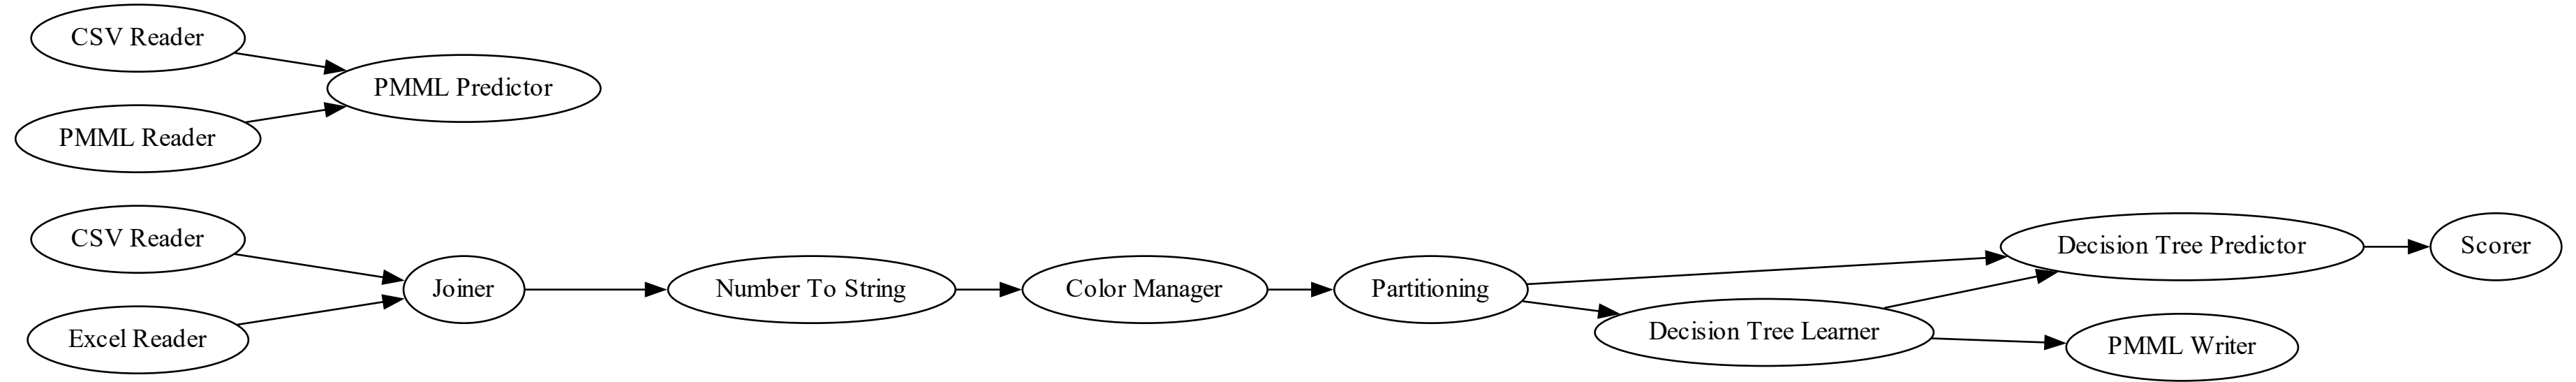 CSV Reader
PMML Predictor
PMML Reader
CSV Reader
Excel Reader
Joiner
Number To String
Color Manager
Partitioning
Decision Tree Predictor
Decision Tree Learner
Scorer
PMML Writer